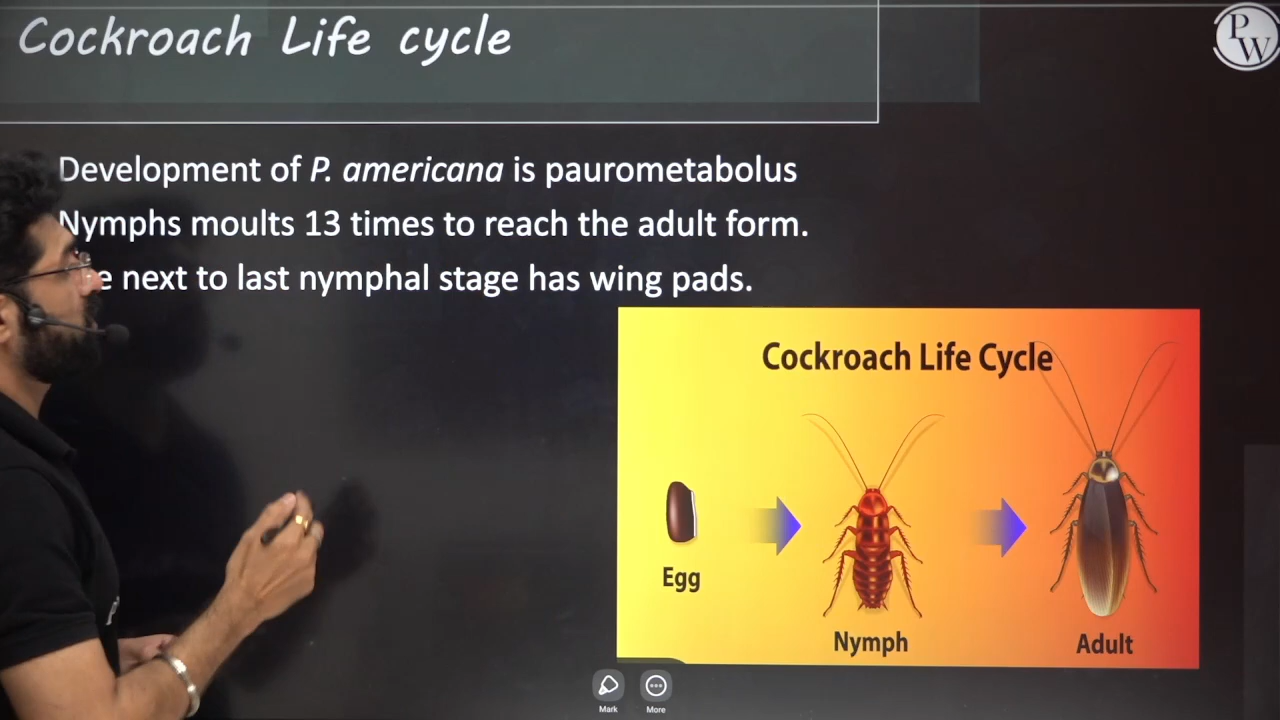 Cockroach Life cycle
PW
Development of P. americana is paurometabolus
Nymphs moults 13 times to reach the adult form.
next to last nymphal stage has wing pads.
Cockroach Life Cycle
Egg
Nymph
Adult
Mark
More